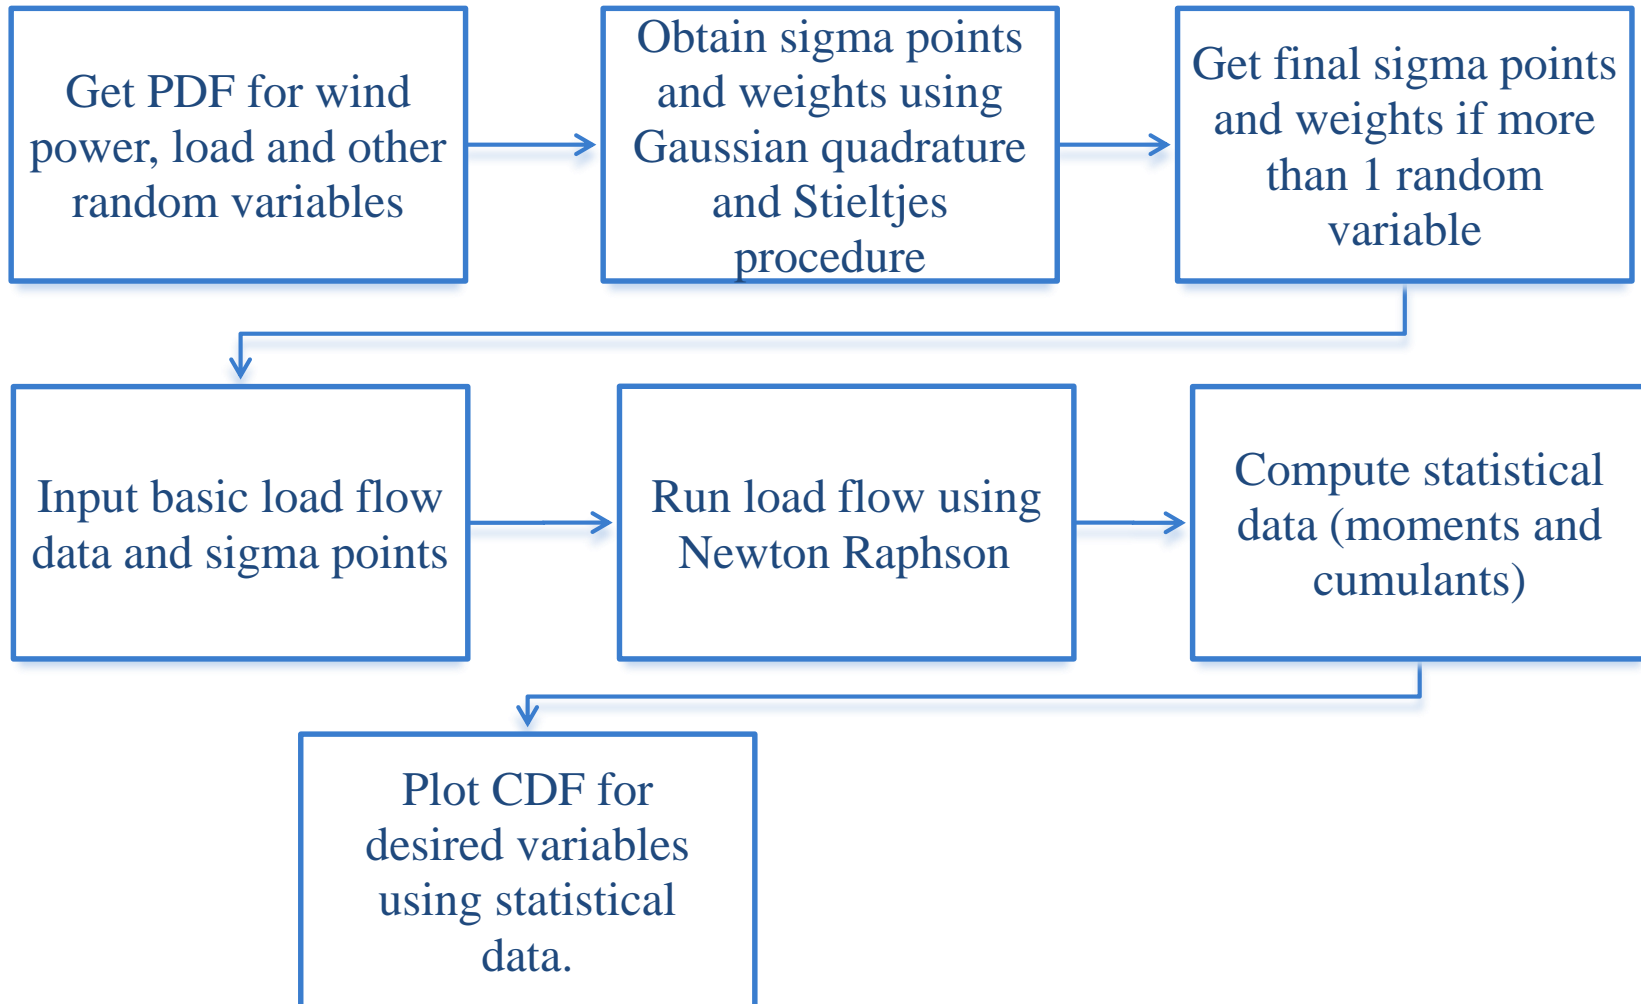 Get PDF for wind
power, load and other
random variables
Obtain sigma points
and weights using
Gaussian quadrature
and Stieltjes
procedure
Get final sigma points
and weights if more
than 1 random
variable
Input basic load flow
data and sigma points
Run load flow using
Newton Raphson
Compute statistical
data (moments and
cumulants)
Plot CDF for
desired variables
using statistical
data.